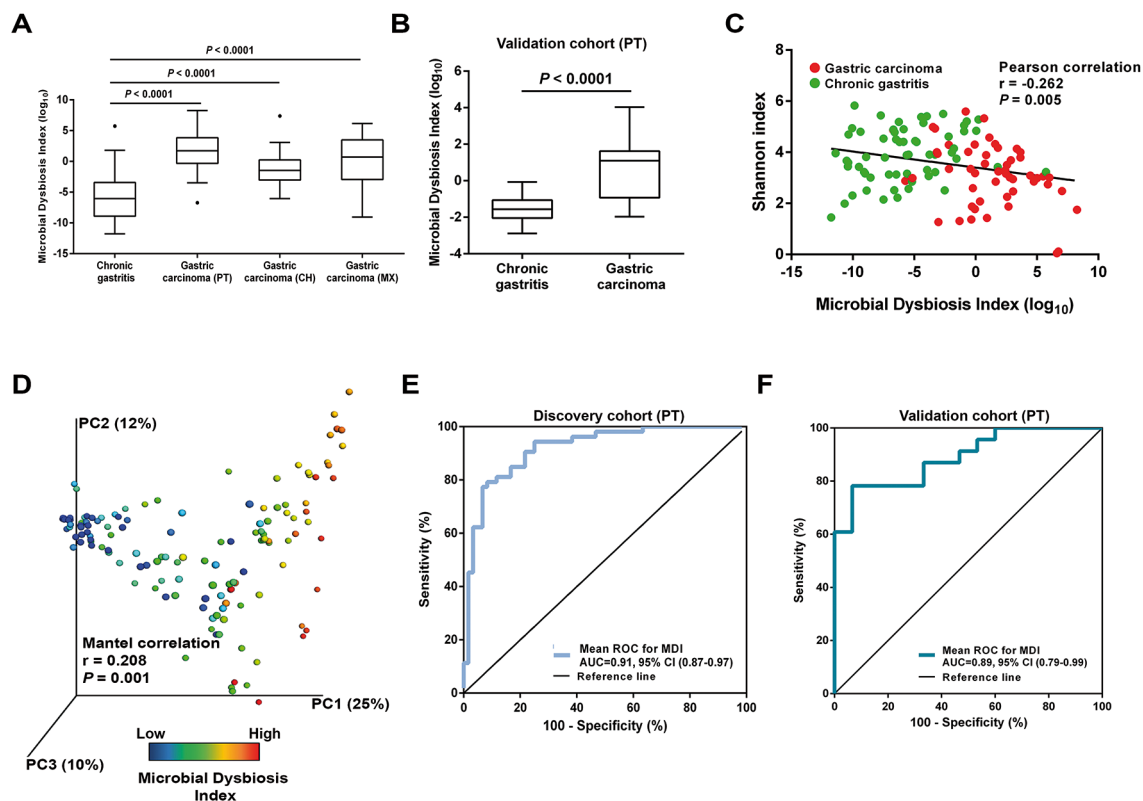 A
P < 0.0001
P < 0.0001
P < 0.0001
Microbial Dysbiosis Index (log10)
10
5
0
-5
-10
-15
Chronic
gastritis
Gastric
carcinoma (PT)
Gastric
carcinoma (CH)
Gastric
carcinoma (MX)
B
Validation cohort (PT)
P < 0.0001
Microbial Dysbiosis Index (log10)
6
4
2
0
-2
-4
Chronic
gastritis
Gastric
carcinoma
C
Gastric carcinoma
Chronic gastritis
Pearson correlation
r = -0.262
P = 0.005
Shannon index
8
6
4
2
0
-15
-10
-5
0
5
10
Microbial Dysbiosis Index (log10)
D
PC2 (12%)
Mantel correlation
r = 0.208
P = 0.001
PC1 (25%)
PC3 (10%)
Low
High
Microbial Dysbiosis
Index
E
Discovery cohort (PT)
Sensitivity (%)
100
80
60
40
20
0
Mean ROC for MDI
AUC=0.91, 95% CI (0.87-0.97)
Reference line
0
20
40
60
80
100
100 - Specificity (%)
F
Validation cohort (PT)
Sensitivity (%)
100
80
60
40
20
0
Mean ROC for MDI
AUC=0.89, 95% CI (0.79-0.99)
Reference line
0
20
40
60
80
100
100 - Specificity (%)